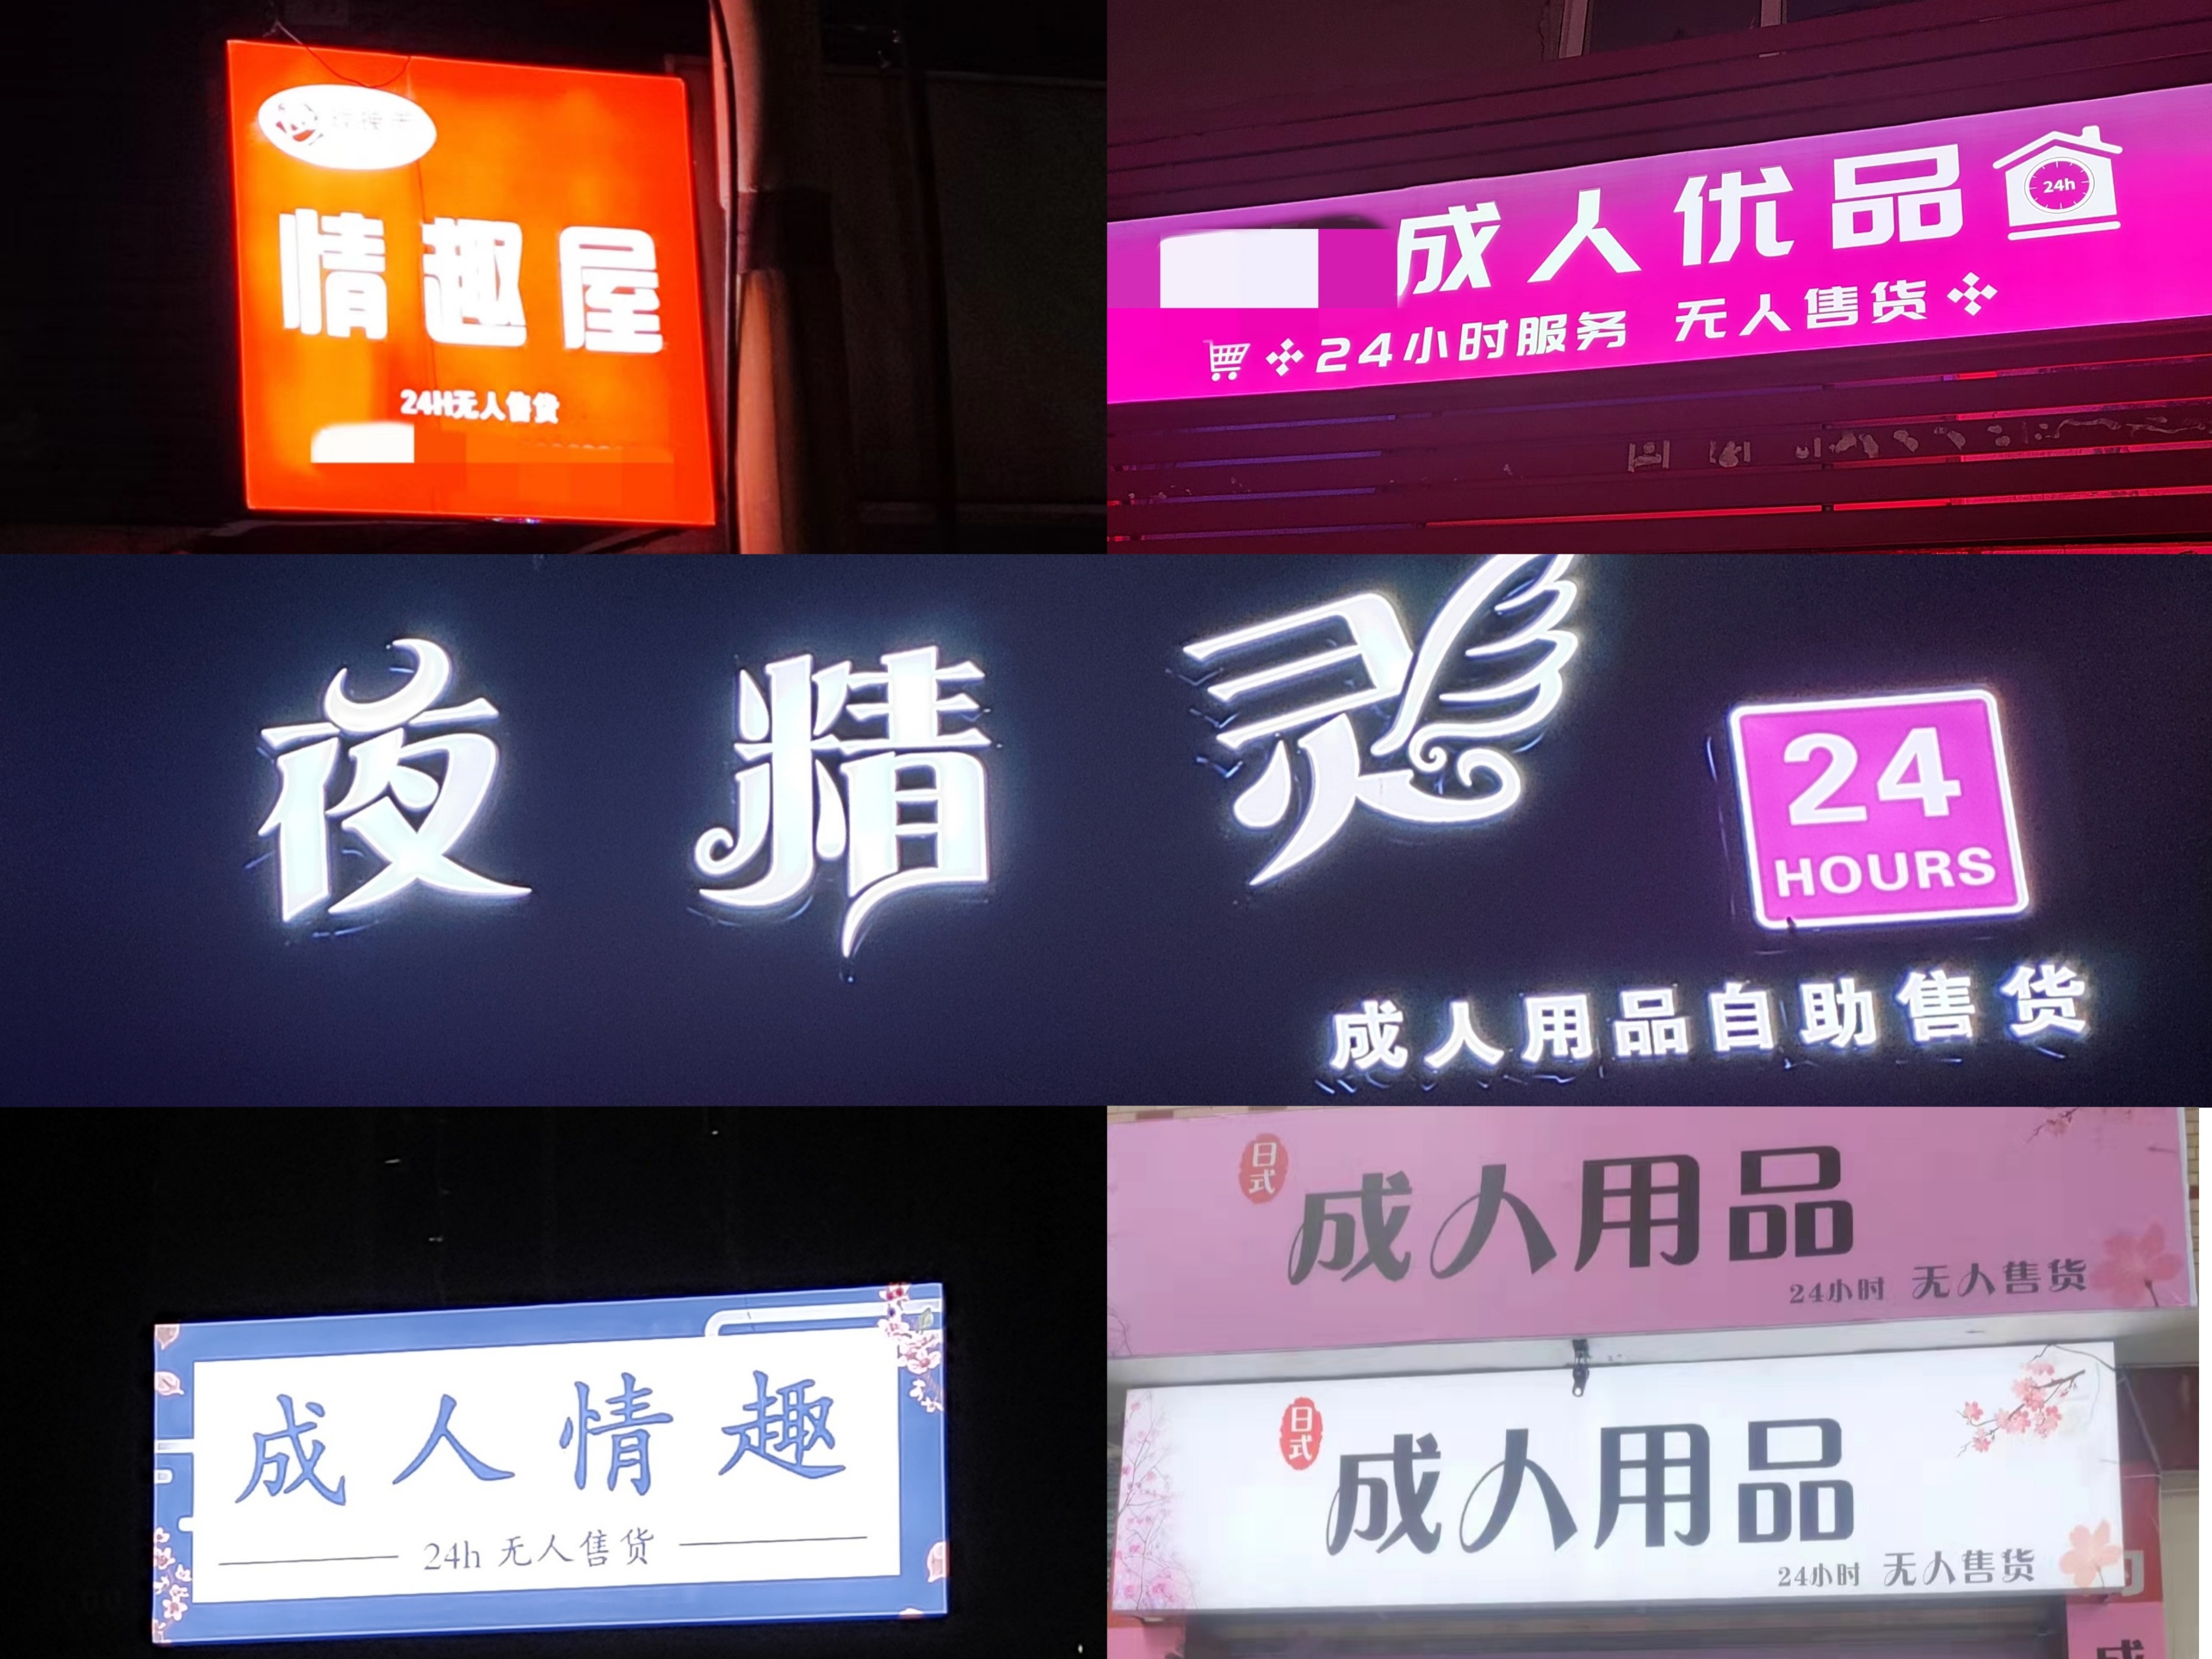 情趣屋
24H无人售货
成人优品
24h
24小时服务 无人售货
夜精灵
24
HOURS
成人用品自助售货
成人情趣
24h 无人售货
日式
成人用品
24小时 无人售货
日式
成人用品
24小时 无人售货